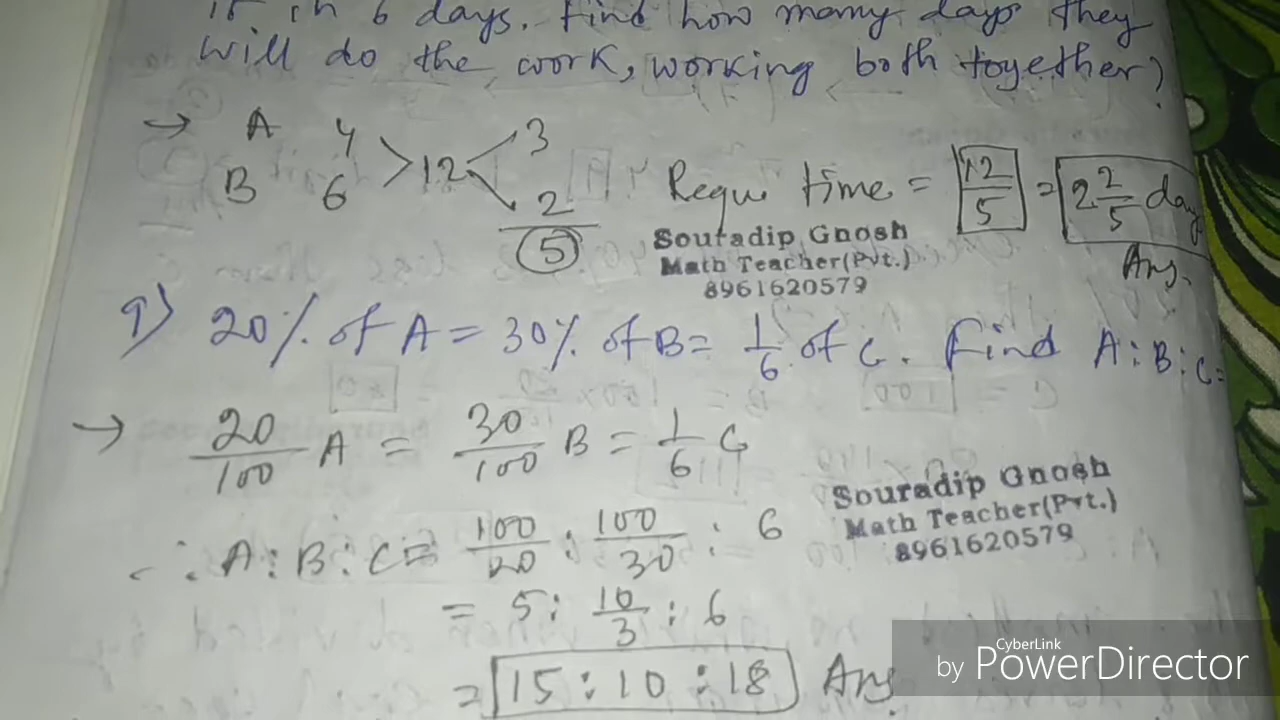 it in 6 days. Find how many days they
will do the work, working both together?
→ A 4 > 12 < 3
B 6 2
5
Requ time = 12/5 = 2 2/5 day
Ans.
Souradip Ghosh
Math Teacher(Pvt.)
8961620579
9) 20% of A = 30% of B = 1/6 of C. Find A:B:C=
→ 20/100 A = 30/100 B = 1/6 C
Souradip Ghosh
Math Teacher(Pvt.)
8961620579
∴ A:B:C = 100/20 : 100/30 : 6
= 5 : 10/3 : 6
= 15:10:18 Ans
CyberLink
by PowerDirector